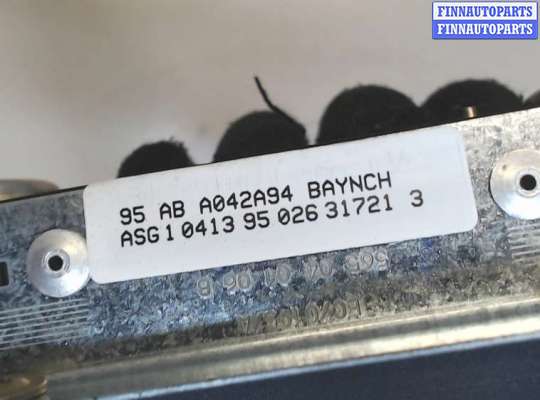 FINNAUTOPARTS
FINNAUTOPARTS
95 AB A042A94 BAYNCH
ASG1 0413 95 026 31721 3